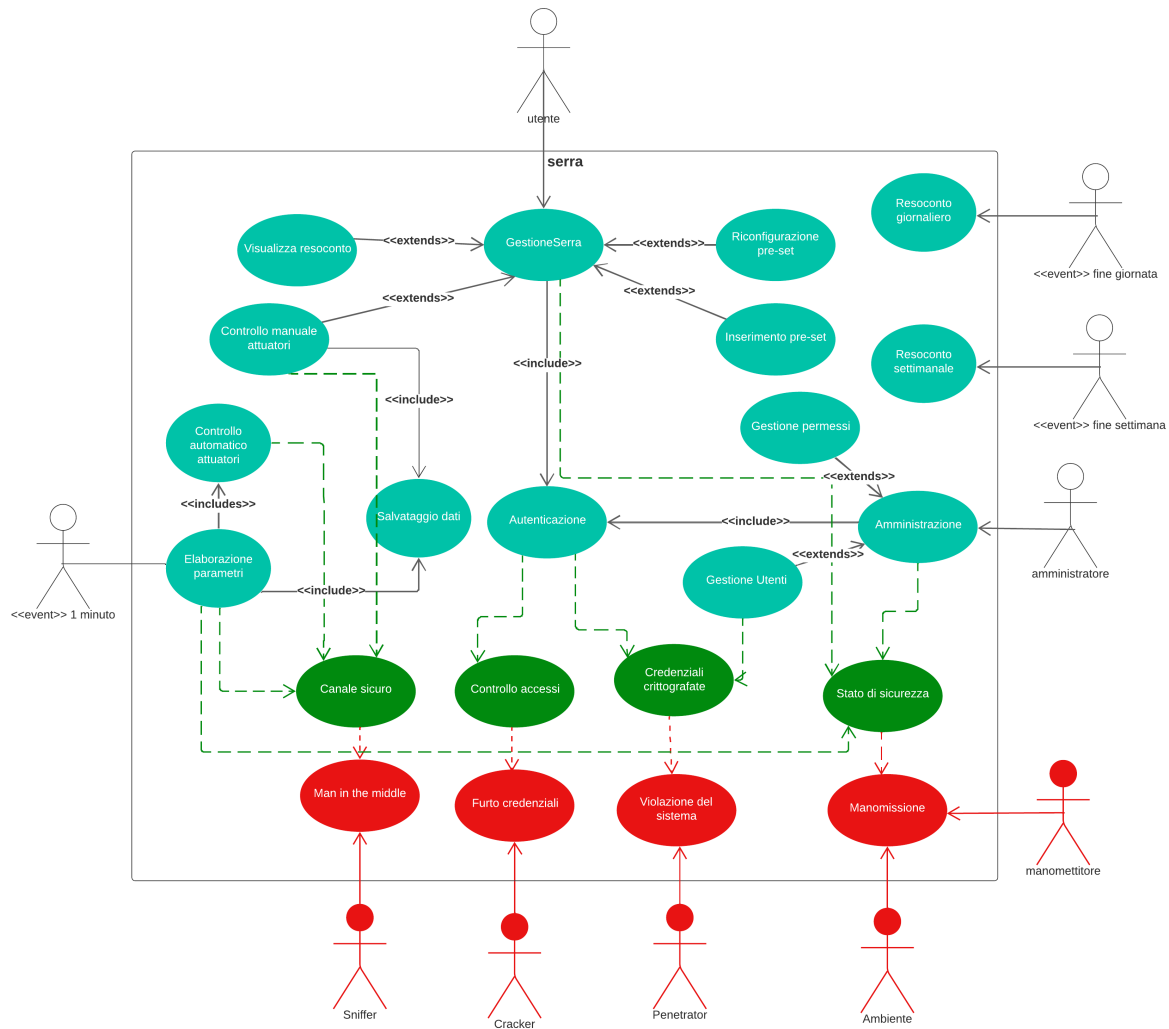 utente
serra
Resoconto
giornaliero
<<event>> fine giornata
Visualizza resoconto
<<extends>>
GestioneSerra
<<extends>>
Riconfigurazione
pre-set
<<extends>>
<<extends>>
Controllo manuale
attuatori
Inserimento pre-set
Resoconto
settimanale
<<event>> fine settimana
<<include>>
<<include>>
Controllo
automatico
attuatori
Gestione permessi
<<extends>>
<<includes>>
Salvataggio dati
Autenticazione
<<include>>
Amministrazione
amministratore
<<extends>>
Elaborazione
parametri
Gestione Utenti
<<include>>
<<event>> 1 minuto
Canale sicuro
Controllo accessi
Credenziali
crittografate
Stato di sicurezza
Man in the middle
Furto credenziali
Violazione del
sistema
Manomissione
manomettitore
Sniffer
Cracker
Penetrator
Ambiente